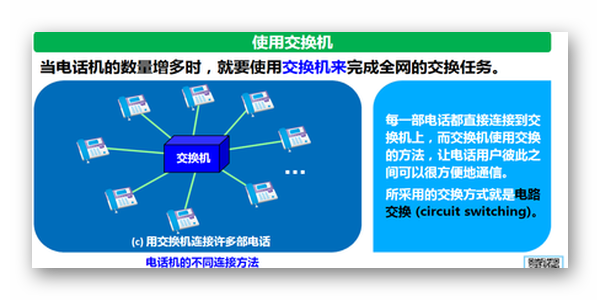 使用交换机
当电话机的数量增多时，就要使用交换机来完成全网的交换任务。
交换机
...
(c) 用交换机连接许多部电话
电话机的不同连接方法
每一部电话都直接连接到交
换机上，而交换机使用交换
的方法，让电话用户彼此之
间可以很方便地通信。
所采用的交换方式就是电路
交换 (circuit switching)。